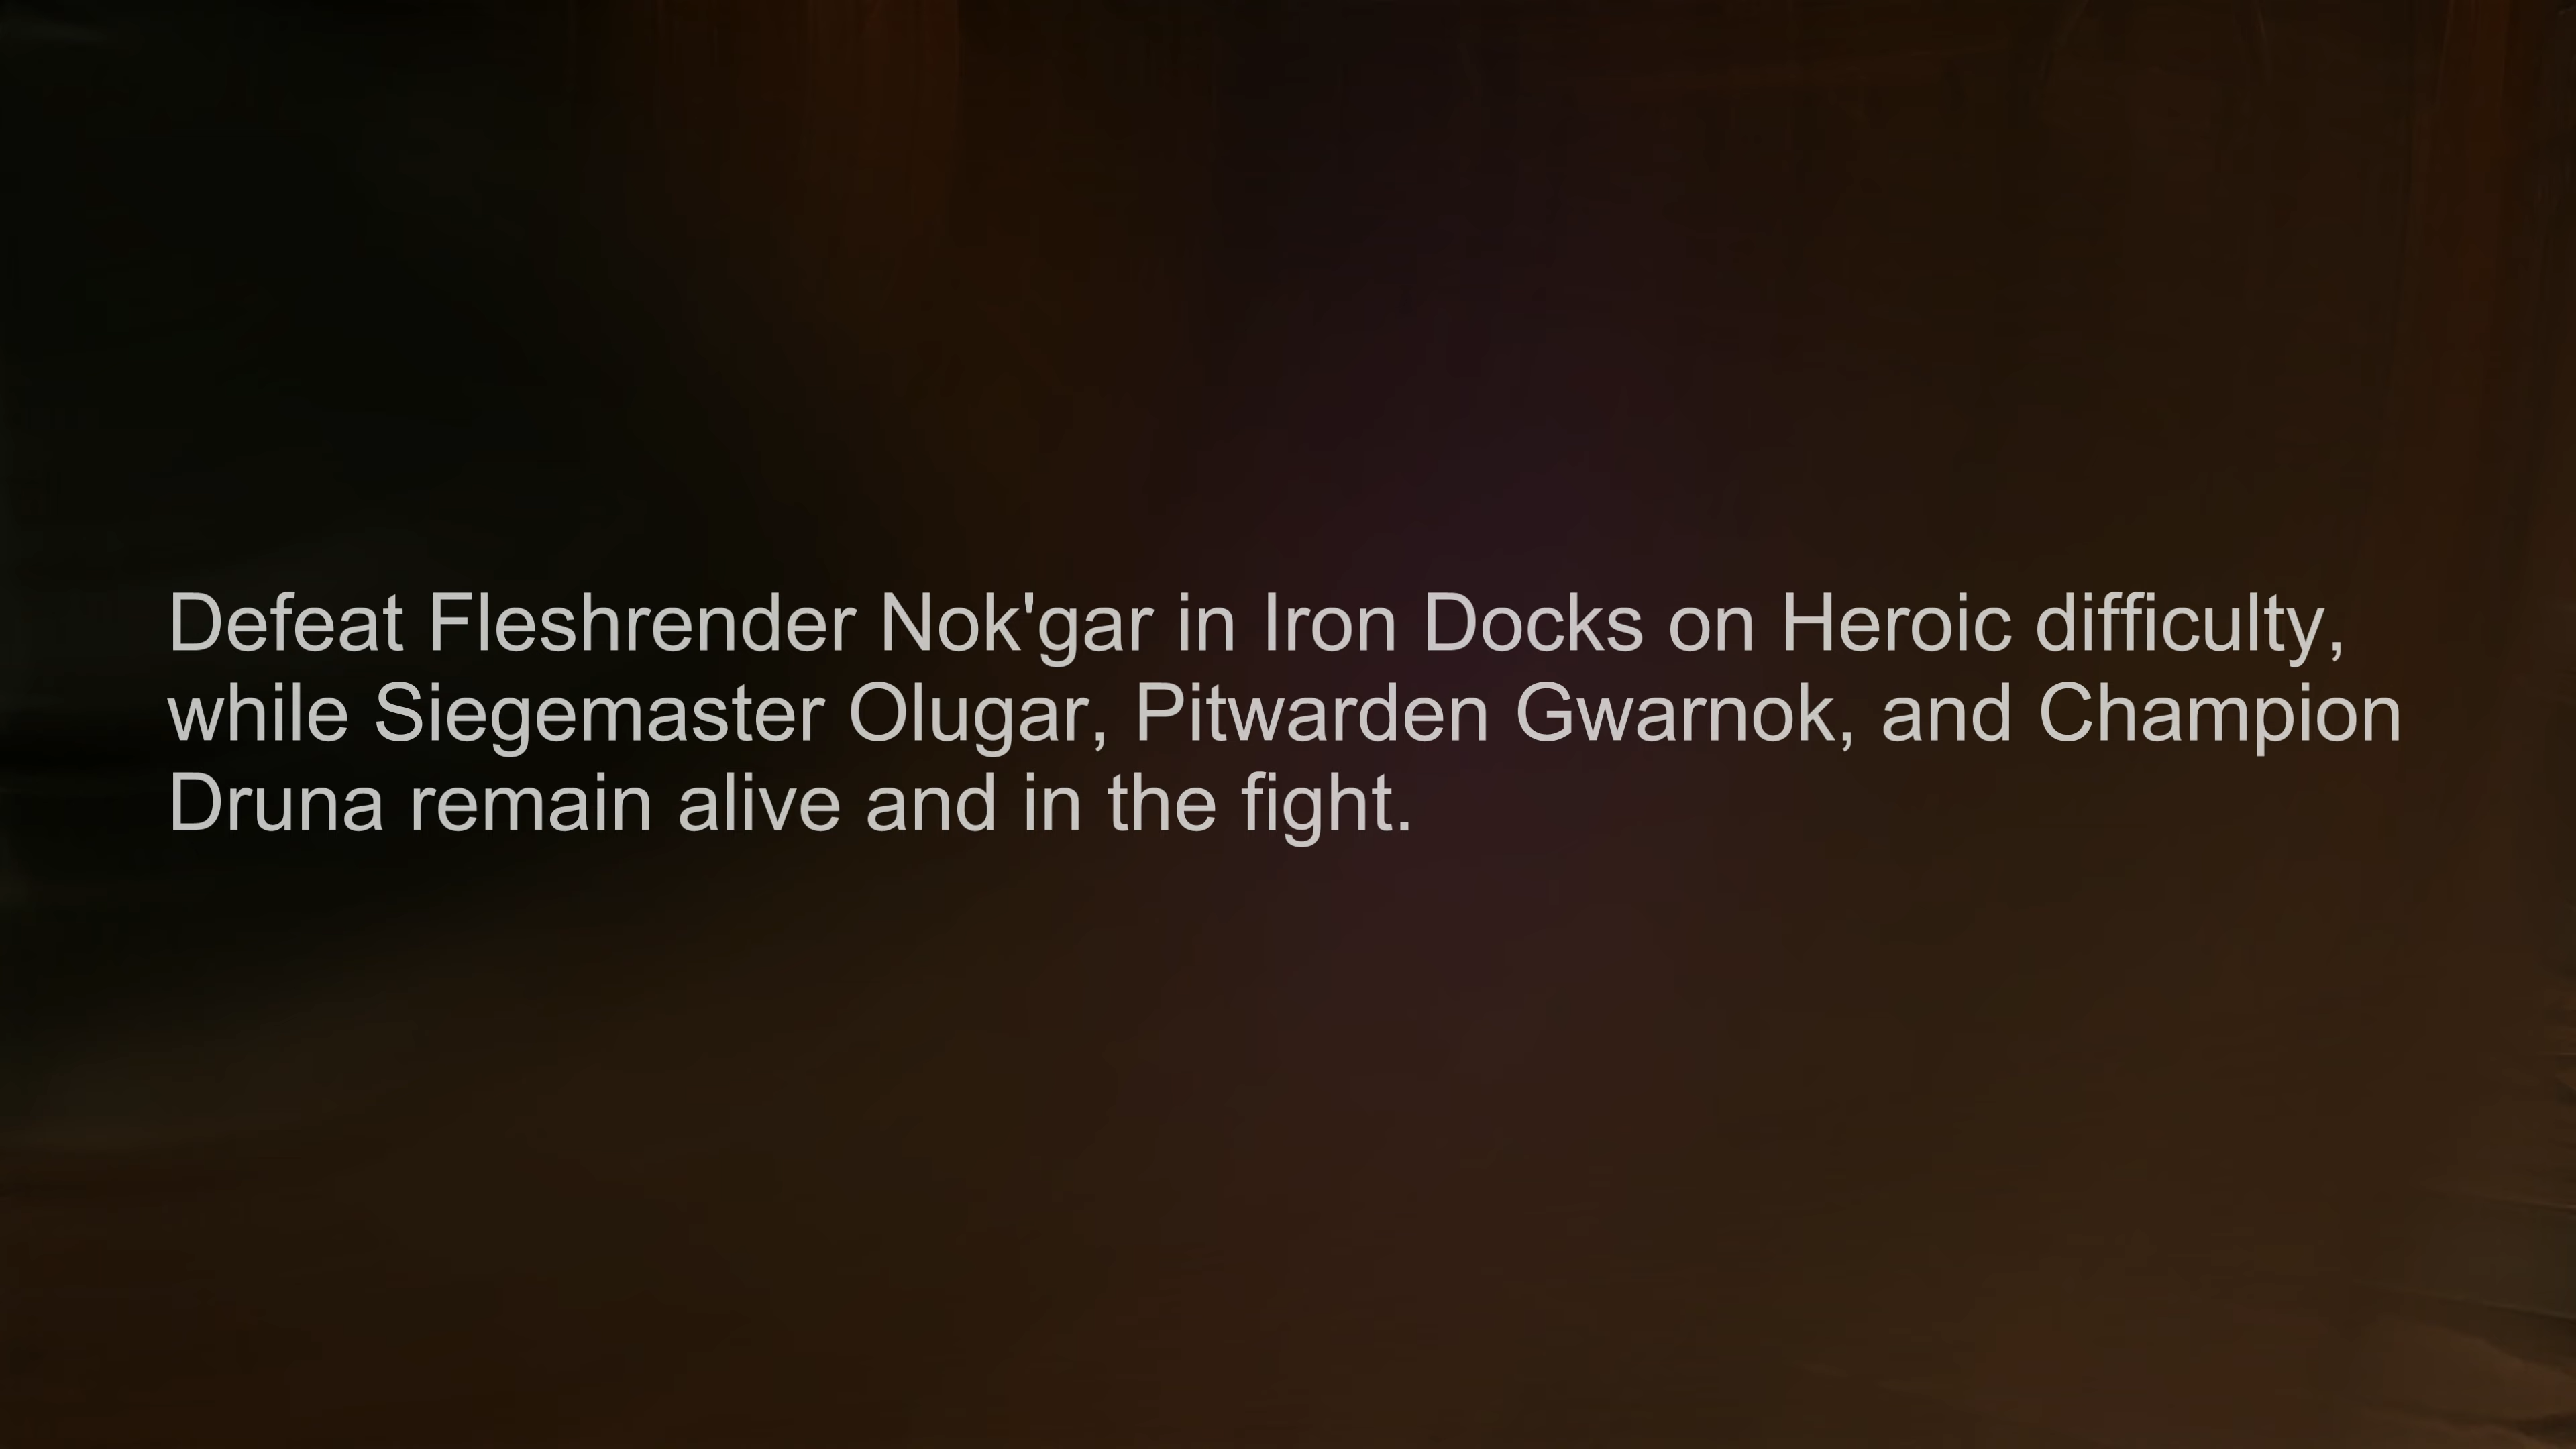 Defeat Fleshrender Nok'gar in Iron Docks on Heroic difficulty,
while Siegemaster Olugar, Pitwarden Gwarnok, and Champion
Druna remain alive and in the fight.